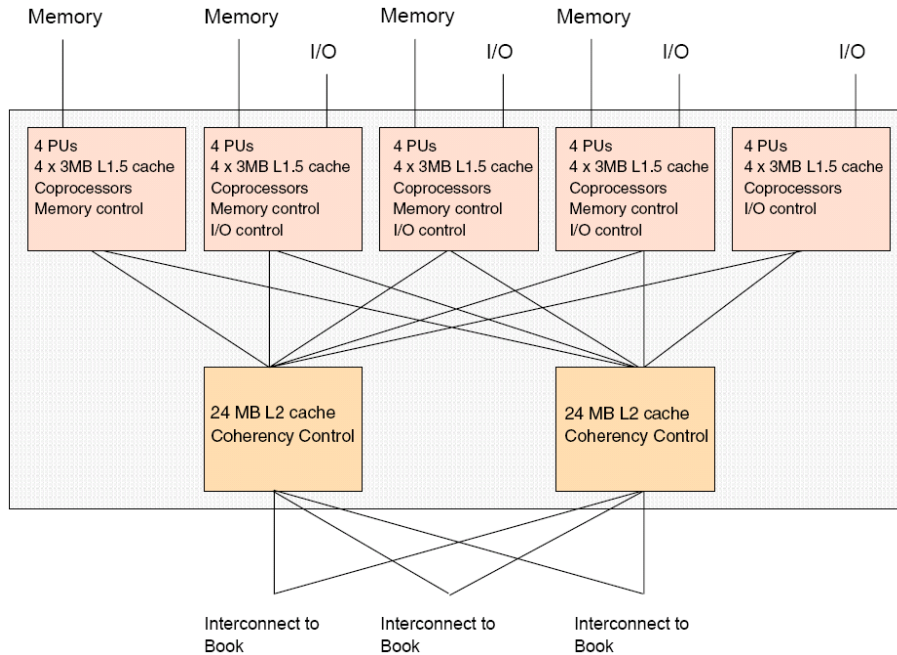 Memory
Memory
Memory
Memory
I/O
I/O
I/O
I/O
4 PUs
4 x 3MB L1.5 cache
Coprocessors
Memory control
4 PUs
4 x 3MB L1.5 cache
Coprocessors
Memory control
I/O control
4 PUs
4 x 3MB L1.5 cache
Coprocessors
Memory control
I/O control
4 PUs
4 x 3MB L1.5 cache
Coprocessors
Memory control
I/O control
4 PUs
4 x 3MB L1.5 cache
Coprocessors
I/O control
24 MB L2 cache
Coherency Control
24 MB L2 cache
Coherency Control
Interconnect to
Book
Interconnect to
Book
Interconnect to
Book